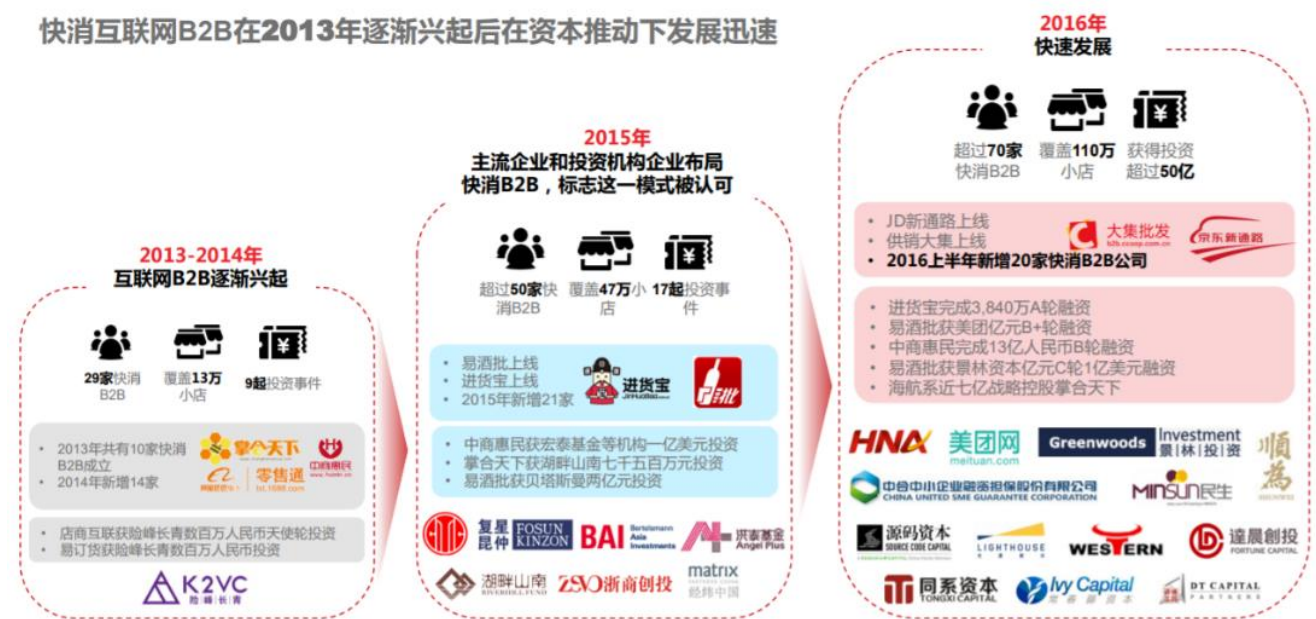 快消互联网B2B在2013年逐渐兴起后在资本推动下发展迅速
2013-2014年
互联网B2B逐渐兴起
29家快消
B2B
覆盖13万
小店
9起投资事件
2013年共有10家快消
B2B成立
2014年新增14家
掌合天下
中商惠民
零售通
lst.1688.com
店商互联获险峰长青数百万人民币天使轮投资
易订货获险峰长青数百万人民币投资
K2VC
险峰|长青
2015年
主流企业和投资机构企业布局
快消B2B，标志这一模式被认可
超过50家快
消B2B
覆盖47万小
店
17起投资事
件
易酒批上线
进货宝上线
2015年新增21家
进货宝
JinHuoBao
中商惠民获宏泰基金等机构一亿美元投资
掌合天下获湖畔山南七千五百万元投资
易酒批获贝塔斯曼两亿元投资
复星
昆仲
FOSUN
KINZON
BAI
Bertelsmann
Asia
Investments
A+
洪泰基金
Angel Plus
湖畔山南
RIVERHILL FUND
ZSVC浙商创投
matrix
PARTNERS CHINA
经纬中国
2016年
快速发展
超过70家
快消B2B
覆盖110万
小店
获得投资
超过50亿
JD新通路上线
供销大集上线
2016上半年新增20家快消B2B公司
大集批发
b2b.ccoop.com.cn
京东新通路
进货宝完成3,840万A轮融资
易酒批获美团亿元B+轮融资
中商惠民完成13亿人民币B轮融资
易酒批获景林资本亿元C轮1亿美元融资
海航系近七亿战略控股掌合天下
HNA
美团网
meituan.com
Greenwoods
Investment
景|林|投|资
順為
中合中小企业融资担保股份有限公司
CHINA UNITED SME GUARANTEE CORPORATION
MINSUN民生
源码资本
SOURCE CODE CAPITAL
LIGHTHOUSE
WESTERN
達晨創投
FORTUNE CAPITAL
同系资本
TONGXI CAPITAL
Ivy Capital
常春藤资本
DT CAPITAL
PARTNERS